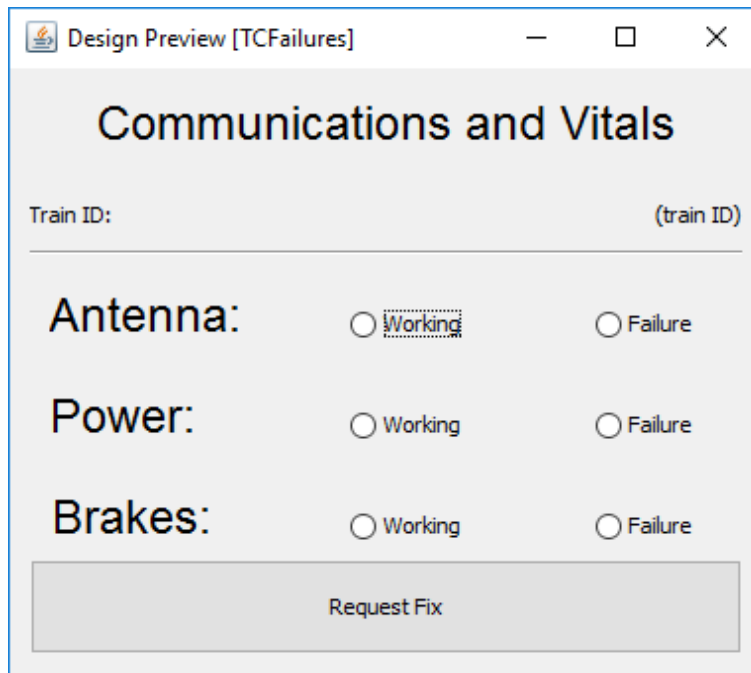 Design Preview [TCFailures]
Communications and Vitals
Train ID: (train ID)
Antenna: Working Failure
Power: Working Failure
Brakes: Working Failure
Request Fix